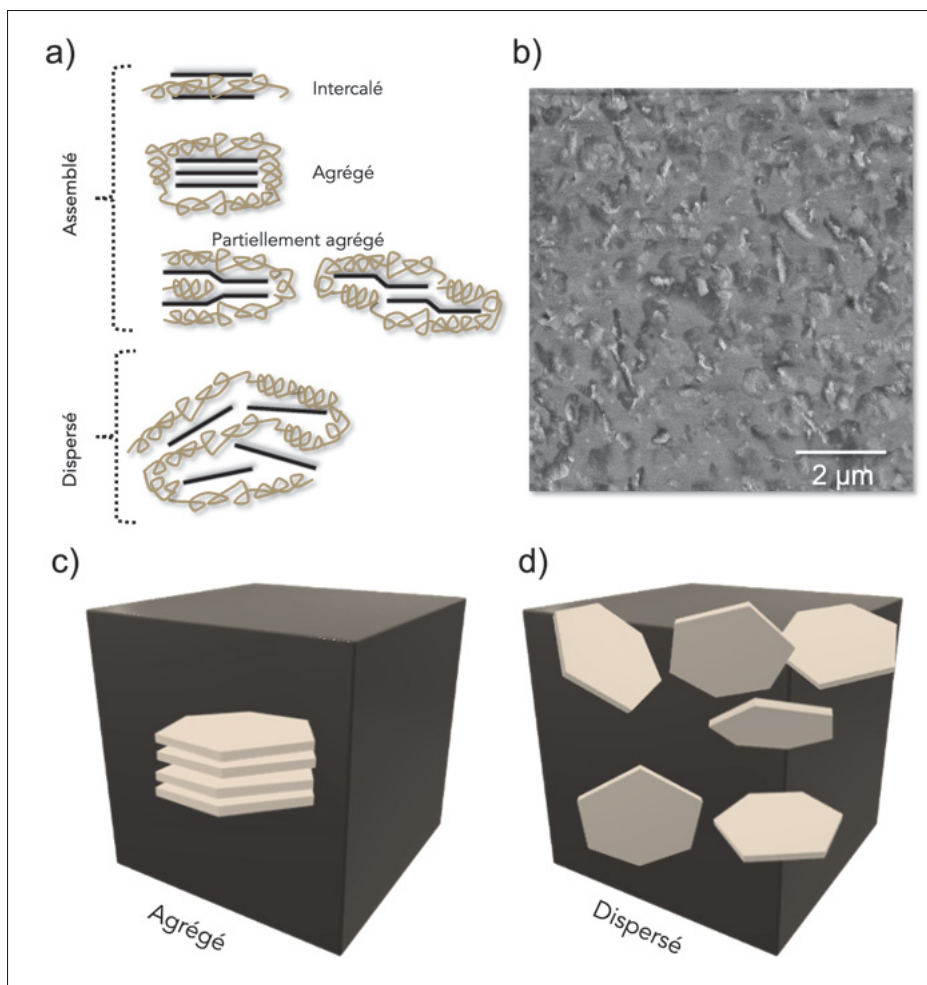 a)
Assemblé
Intercalé
Agrégé
Partiellement agrégé
Dispersé
b)
2 µm
c)
Agrégé
d)
Dispersé